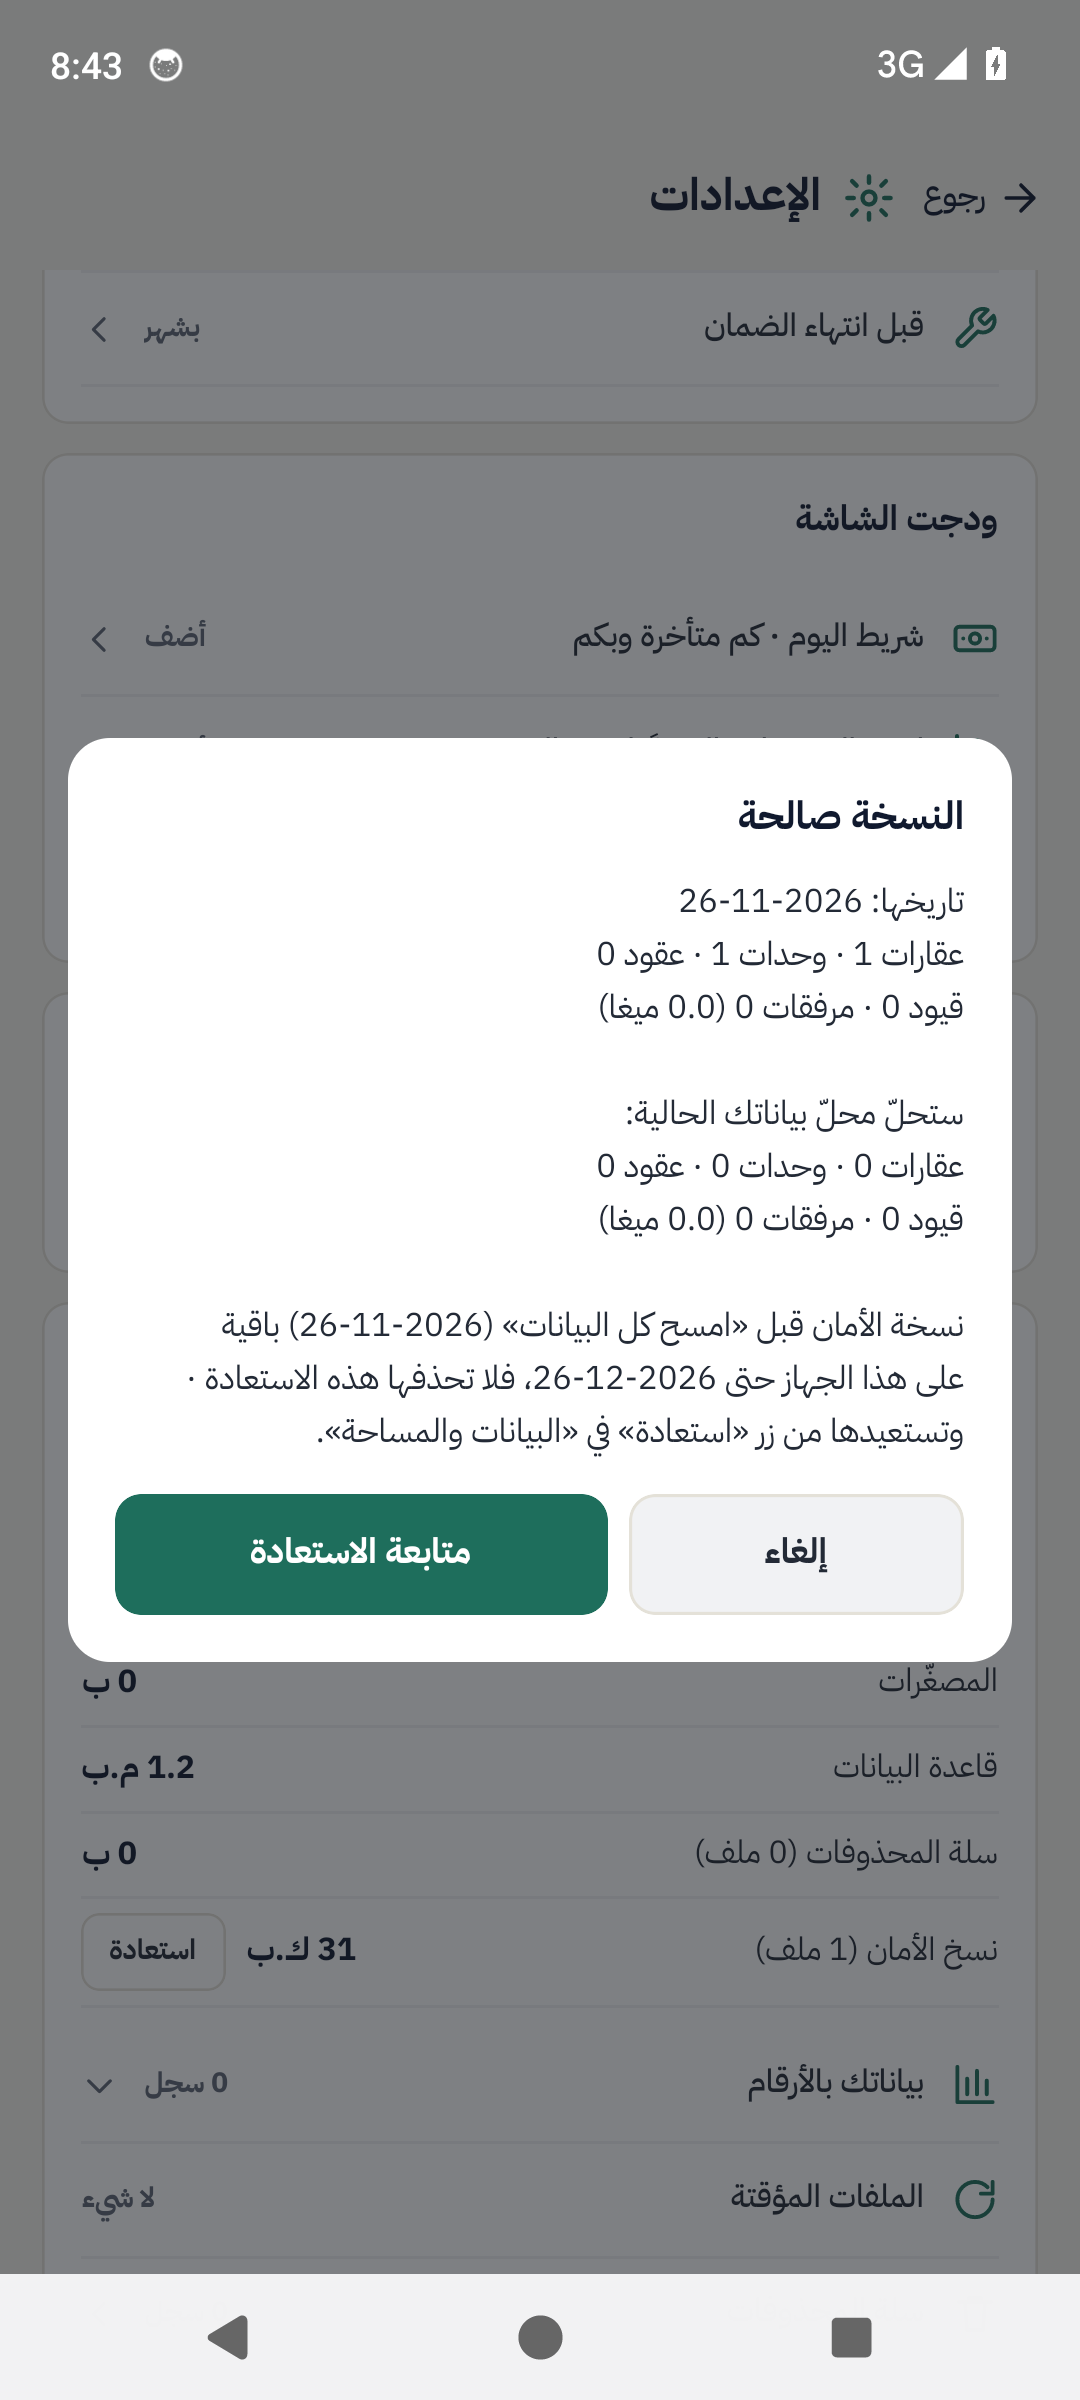 8:43
3G
رجوع
الإعدادات
قبل انتهاء الضمان
بشهر
ودجت الشاشة
شريط اليوم · كم متأخرة وبكم
أضف
النسخة صالحة
تاريخها: 2026-11-26
عقارات 1 · وحدات 1 · عقود 0
قيود 0 · مرفقات 0 (0.0 ميغا)
ستحلّ محلّ بياناتك الحالية:
عقارات 0 · وحدات 0 · عقود 0
قيود 0 · مرفقات 0 (0.0 ميغا)
نسخة الأمان قبل «امسح كل البيانات» (2026-11-26) باقية
على هذا الجهاز حتى 2026-12-26، فلا تحذفها هذه الاستعادة ·
وتستعيدها من زر «استعادة» في «البيانات والمساحة».
إلغاء
متابعة الاستعادة
المصغّرات
0 ب
قاعدة البيانات
1.2 م.ب
سلة المحذوفات (0 ملف)
0 ب
نسخ الأمان (1 ملف)
31 ك.ب
استعادة
بياناتك بالأرقام
0 سجل
الملفات المؤقتة
لا شيء